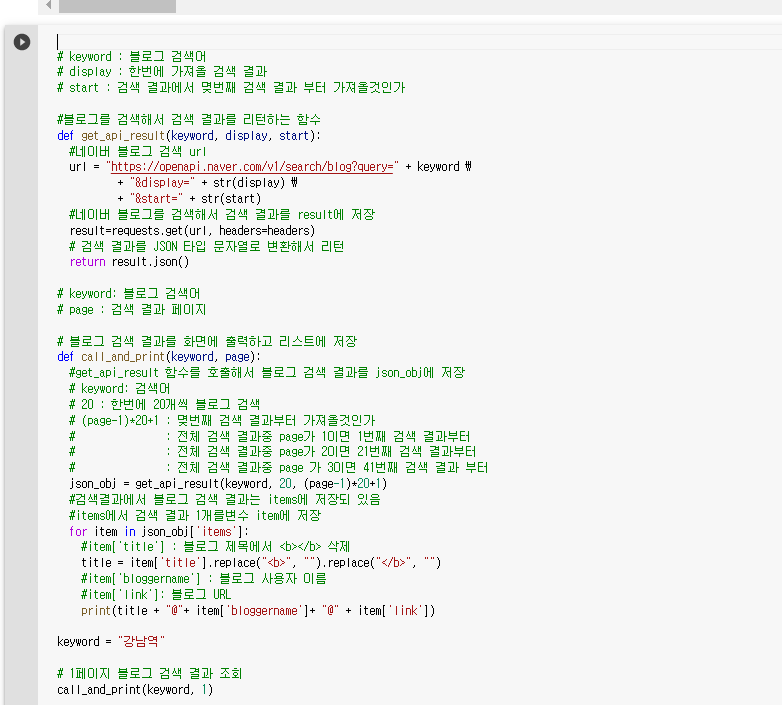 # keyword : 블로그 검색어
# display : 한번에 가져올 검색 결과
# start : 검색 결과에서 몇번째 검색 결과 부터 가져올것인가
#블로그를 검색해서 검색 결과를 리턴하는 함수
def get_api_result(keyword, display, start):
  #네이버 블로그 검색 url
  url = "https://openapi.naver.com/v1/search/blog?query=" + keyword ₩
          + "&display=" + str(display) ₩
          + "&start=" + str(start)
  #네이버 블로그를 검색해서 검색 결과를 result에 저장
  result=requests.get(url, headers=headers)
  # 검색 결과를 JSON 타입 문자열로 변환해서 리턴
  return result.json()
# keyword: 블로그 검색어
# page : 검색 결과 페이지
# 블로그 검색 결과를 화면에 출력하고 리스트에 저장
def call_and_print(keyword, page):
  #get_api_result 함수를 호출해서 블로그 검색 결과를 json_obj에 저장
  # keyword: 검색어
  # 20 : 한번에 20개씩 블로그 검색
  # (page-1)*20+1 : 몇번째 검색 결과부터 가져올것인가
  #               : 전체 검색 결과중 page가 1이면 1번째 검색 결과부터
  #               : 전체 검색 결과중 page가 2이면 21번째 검색 결과부터
  #               : 전체 검색 결과중 page 가 3이면 41번째 검색 결과 부터
  json_obj = get_api_result(keyword, 20, (page-1)*20+1)
  #검색결과에서 블로그 검색 결과는 items에 저장되 있음
  #items에서 검색 결과 1개를변수 item에 저장
  for item in json_obj['items']:
    #item['title'] : 블로그 제목에서 <b></b> 삭제
    title = item['title'].replace("<b>", "").replace("</b>", "")
    #item['bloggername'] : 블로그 사용자 이름
    #item['link']: 블로그 URL
    print(title + "@"+ item['bloggername']+ "@" + item['link'])
keyword = "강남역"
# 1페이지 블로그 검색 결과 조회
call_and_print(keyword, 1)